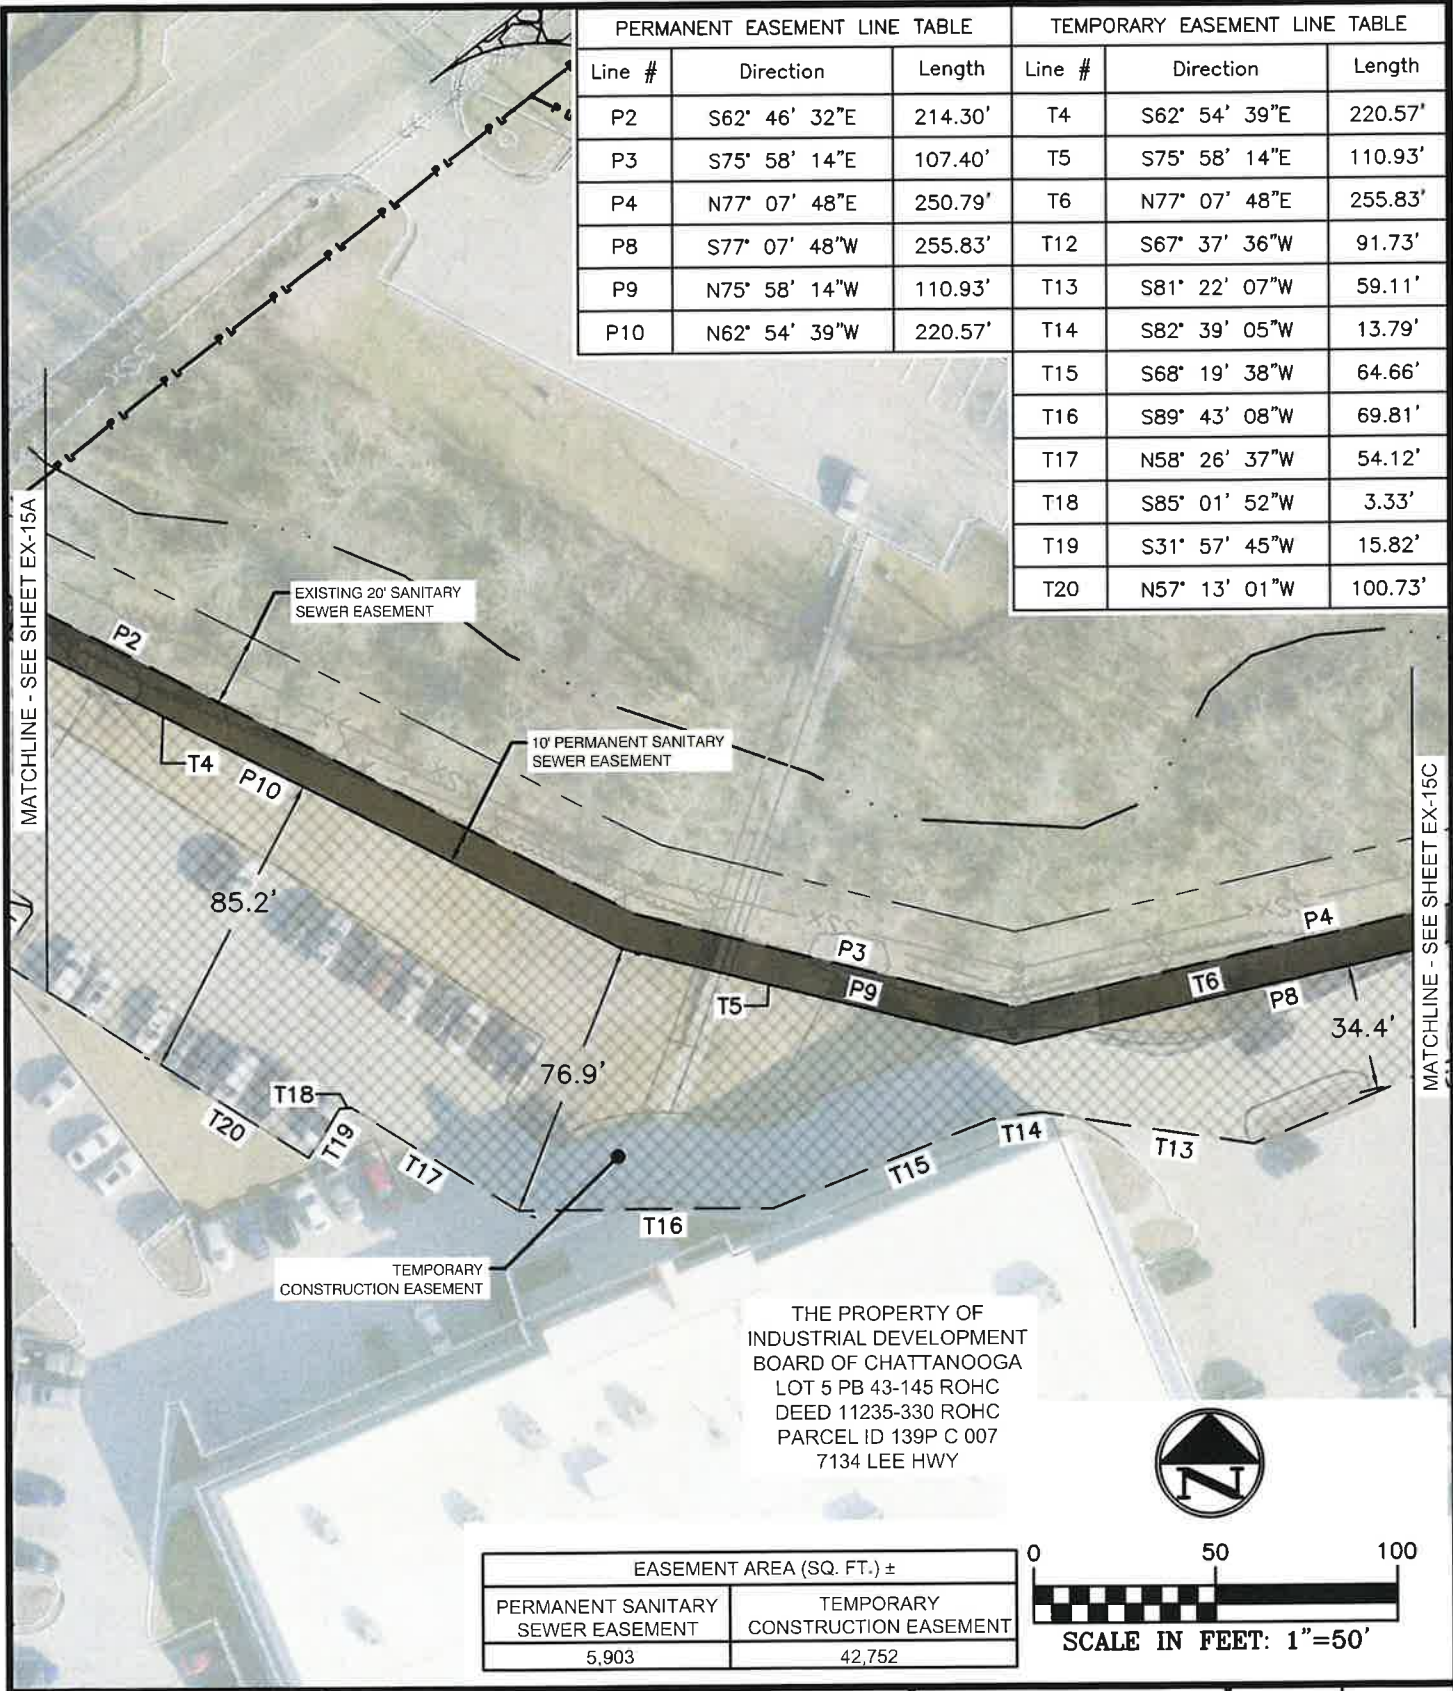 PERMANENT EASEMENT LINE TABLE
Line # Direction Length
P2 S62° 46' 32"E 214.30'
P3 S75° 58' 14"E 107.40'
P4 N77° 07' 48"E 250.79'
P8 S77° 07' 48"W 255.83'
P9 N75° 58' 14"W 110.93'
P10 N62° 54' 39"W 220.57'
TEMPORARY EASEMENT LINE TABLE
Line # Direction Length
T4 S62° 54' 39"E 220.57'
T5 S75° 58' 14"E 110.93'
T6 N77° 07' 48"E 255.83'
T12 S67° 37' 36"W 91.73'
T13 S81° 22' 07"W 59.11'
T14 S82° 39' 05"W 13.79'
T15 S68° 19' 38"W 64.66'
T16 S89° 43' 08"W 69.81'
T17 N58° 26' 37"W 54.12'
T18 S85° 01' 52"W 3.33'
T19 S31° 57' 45"W 15.82'
T20 N57° 13' 01"W 100.73'
MATCHLINE - SEE SHEET EX-15A
EXISTING 20' SANITARY
SEWER EASEMENT
P2
10' PERMANENT SANITARY
SEWER EASEMENT
T4
P10
85.2'
P3
P4
P9
T6
P8
T5
34.4'
MATCHLINE - SEE SHEET EX-15C
76.9'
T18
T20
T19
T17
T14
T13
T15
T16
TEMPORARY
CONSTRUCTION EASEMENT
THE PROPERTY OF
INDUSTRIAL DEVELOPMENT
BOARD OF CHATTANOOGA
LOT 5 PB 43-145 ROHC
DEED 11235-330 ROHC
PARCEL ID 139P C 007
7134 LEE HWY
N
EASEMENT AREA (SQ. FT.) ±
PERMANENT SANITARY
SEWER EASEMENT
TEMPORARY
CONSTRUCTION EASEMENT
5,903 42,752
0 50 100
SCALE IN FEET: 1"=50'